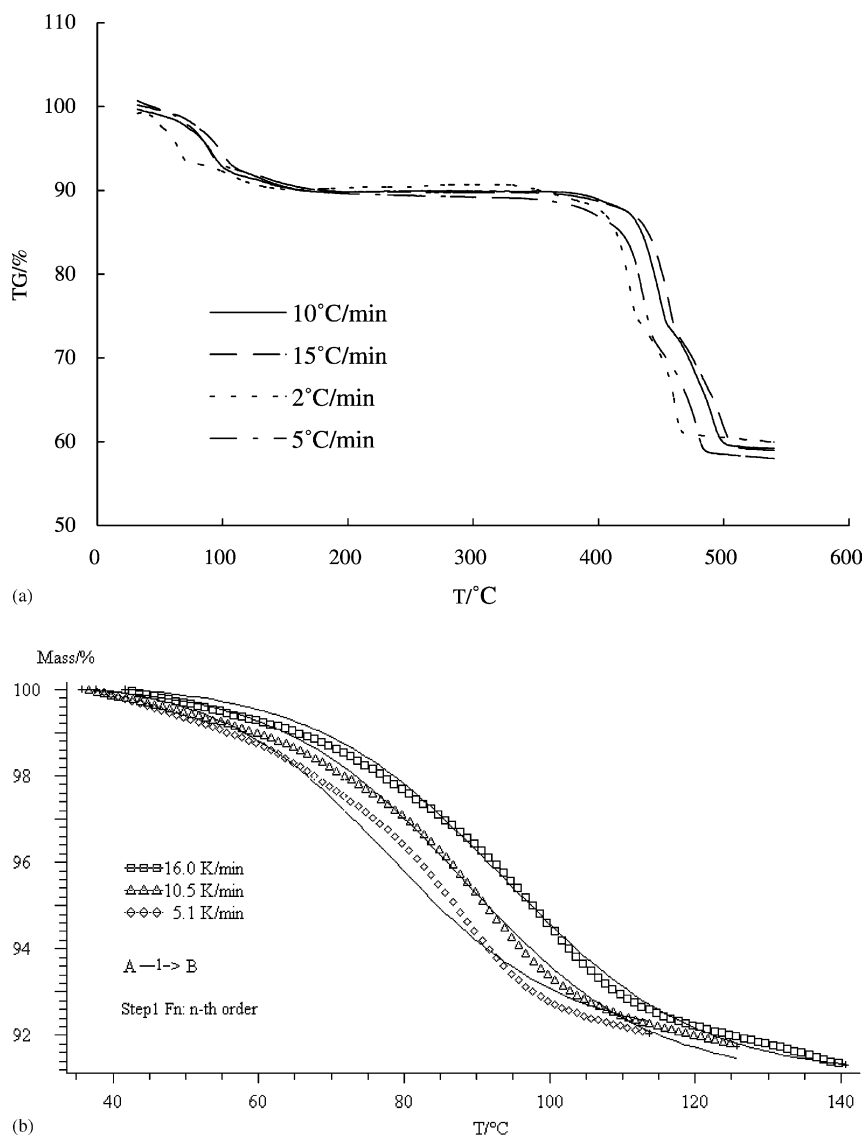 110
100
90
80
70
60
50
TG/%
10°C/min
15°C/min
2°C/min
5°C/min
0 100 200 300 400 500 600
T/°C
(a)
Mass/%
100
98
96
94
92
16.0 K/min
10.5 K/min
5.1 K/min
A —1-> B
Step1 Fn: n-th order
40 60 80 100 120 140
T/°C
(b)